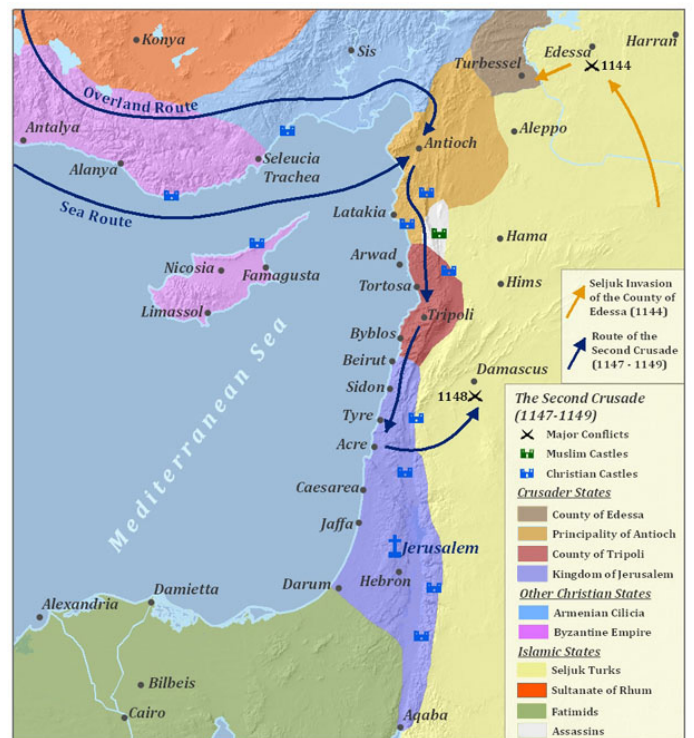 Konya
Sis
Edessa
Harran
Turbessel
1144
Overland Route
Antalya
Aleppo
Antioch
Alanya
Seleucia
Trachea
Sea Route
Latakia
Hama
Arwad
Nicosia
Famagusta
Tortosa
Hims
Limassol
Tripoli
Byblos
Beirut
Damascus
Sidon
1148
Tyre
Acre
Mediterranean Sea
Caesarea
Jaffa
Jerusalem
Hebron
Darum
Damietta
Alexandria
Bilbeis
Cairo
Aqaba
Seljuk Invasion
of the County of
Edessa (1144)
Route of the
Second Crusade
(1147 - 1149)
The Second Crusade
(1147-1149)
Major Conflicts
Muslim Castles
Christian Castles
Crusader States
County of Edessa
Principality of Antioch
County of Tripoli
Kingdom of Jerusalem
Other Christian States
Armenian Cilicia
Byzantine Empire
Islamic States
Seljuk Turks
Sultanate of Rhum
Fatimids
Assassins